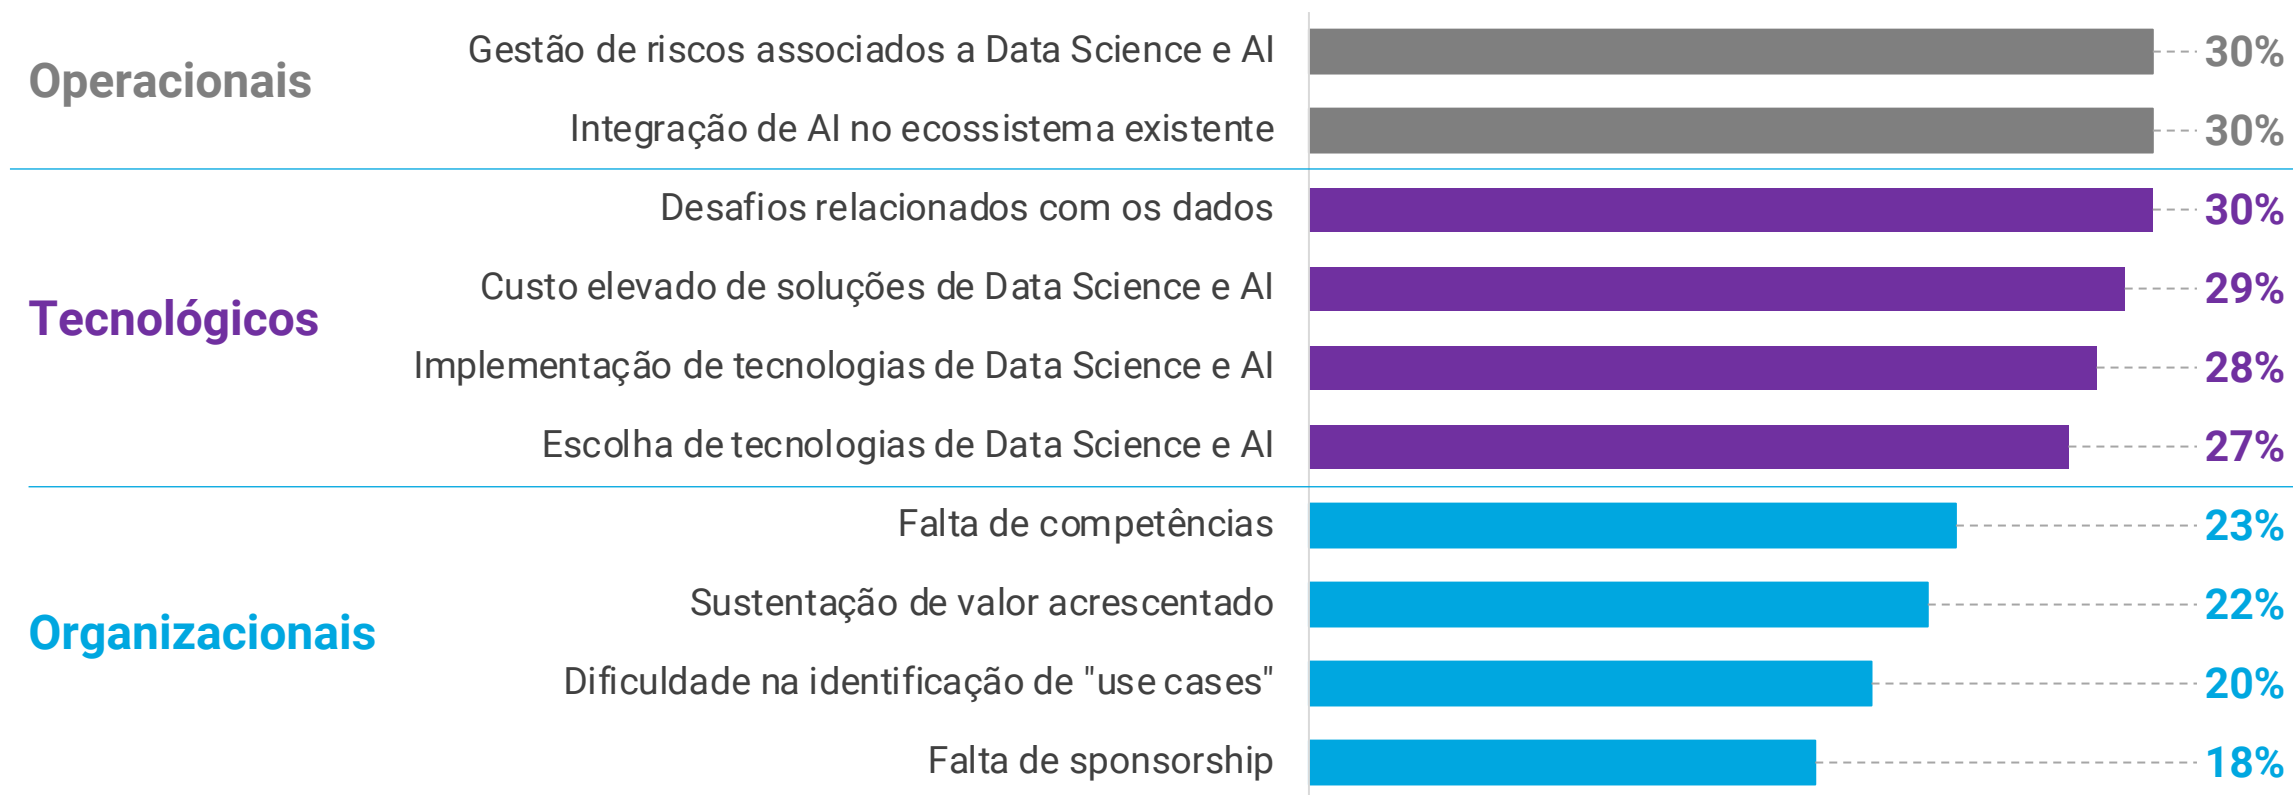 Operacionais
Gestão de riscos associados a Data Science e AI 30%
Integração de AI no ecossistema existente 30%
Tecnológicos
Desafios relacionados com os dados 30%
Custo elevado de soluções de Data Science e AI 29%
Implementação de tecnologias de Data Science e AI 28%
Escolha de tecnologias de Data Science e AI 27%
Organizacionais
Falta de competências 23%
Sustentação de valor acrescentado 22%
Dificuldade na identificação de "use cases" 20%
Falta de sponsorship 18%